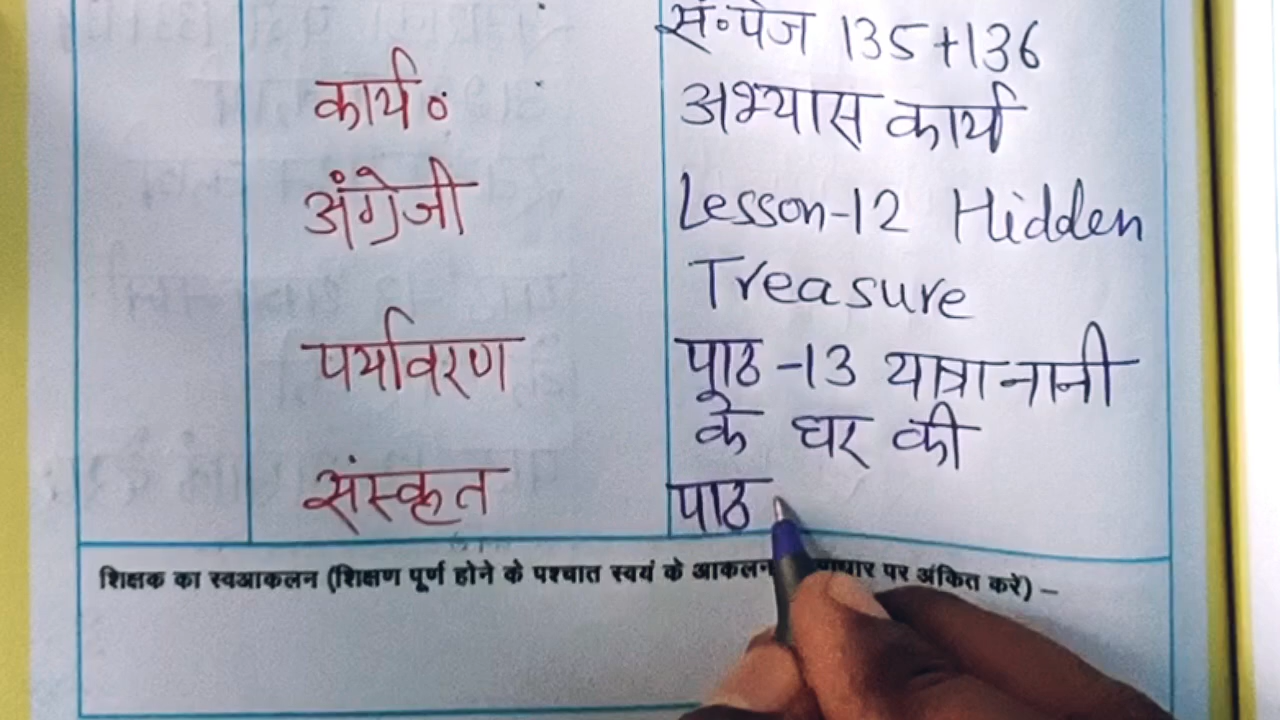 सं॰पेज 135+136
कार्य॰ अभ्यास कार्य
अंग्रेजी Lesson-12 Hidden
Treasure
पर्यावरण पाठ-13 यात्रा नानी
के घर की
संस्कृत पाठ
शिक्षक का स्वआकलन (शिक्षण पूर्ण होने के पश्चात स्वयं के आकलन पर अंकित करें) –